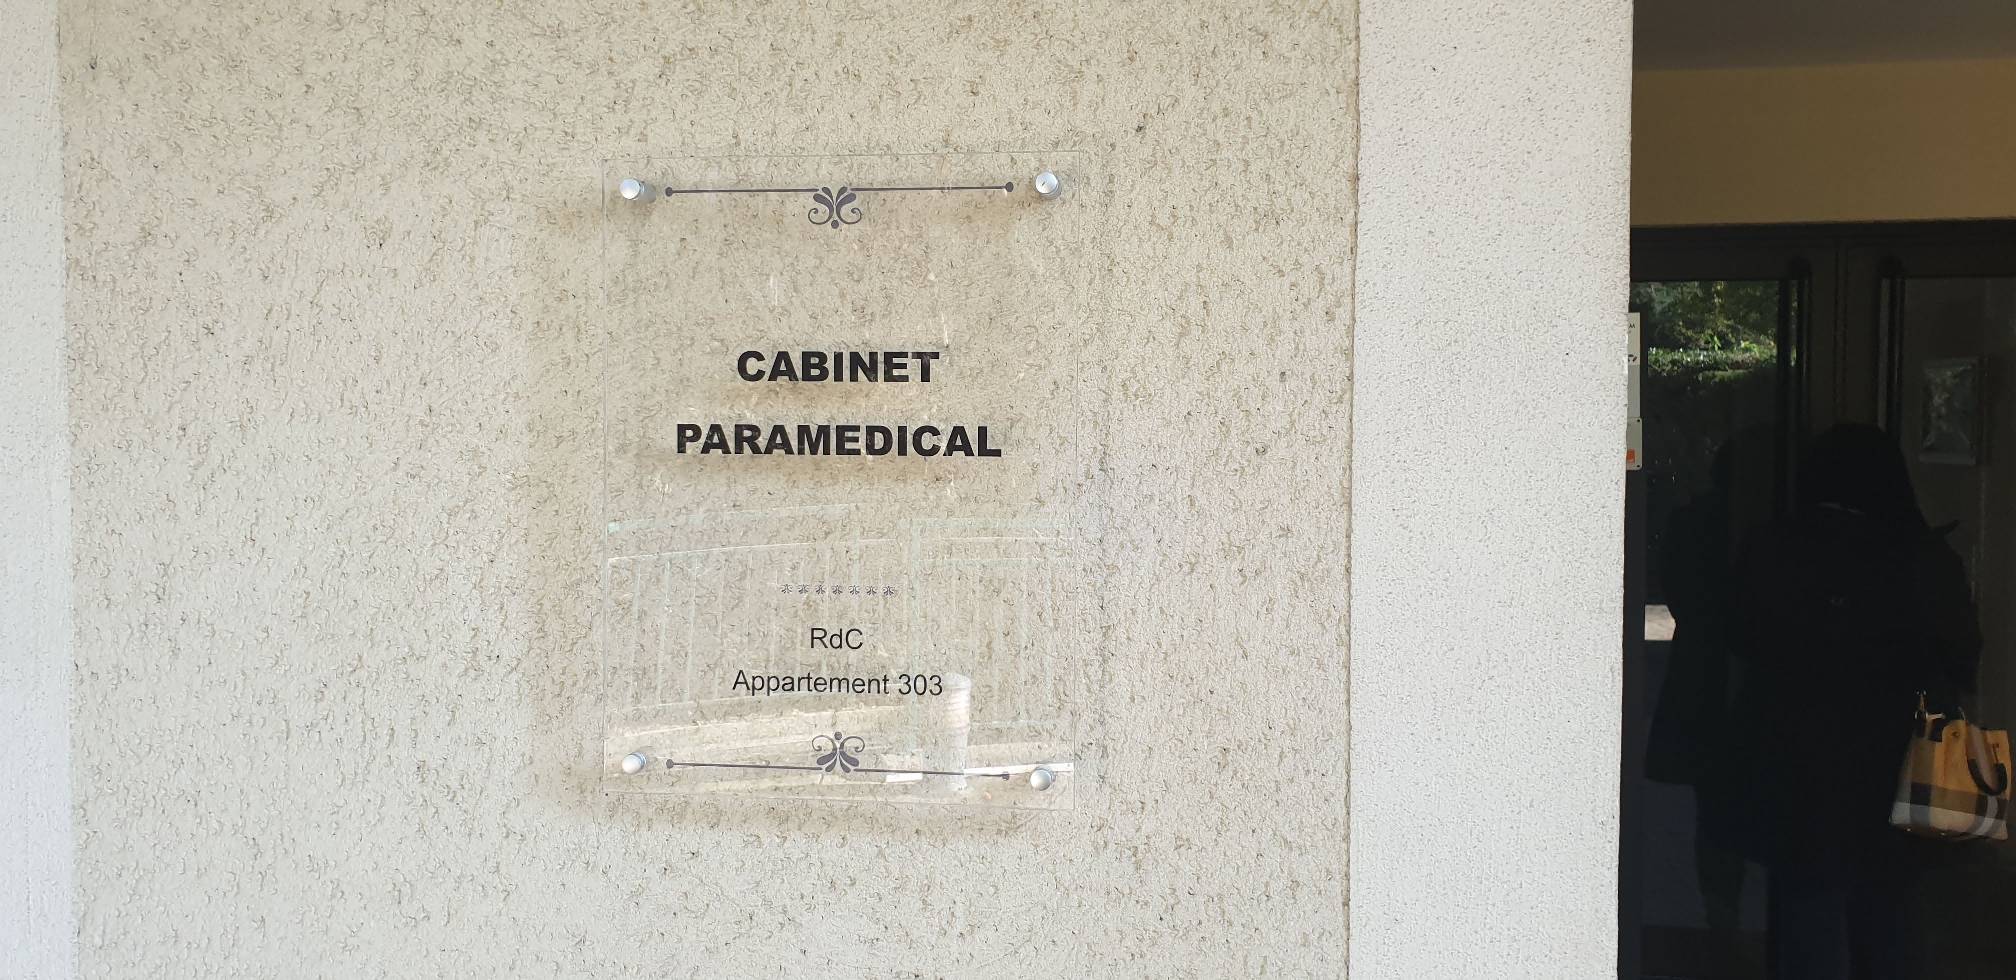 CABINET
PARAMEDICAL
*******
RdC
Appartement 303